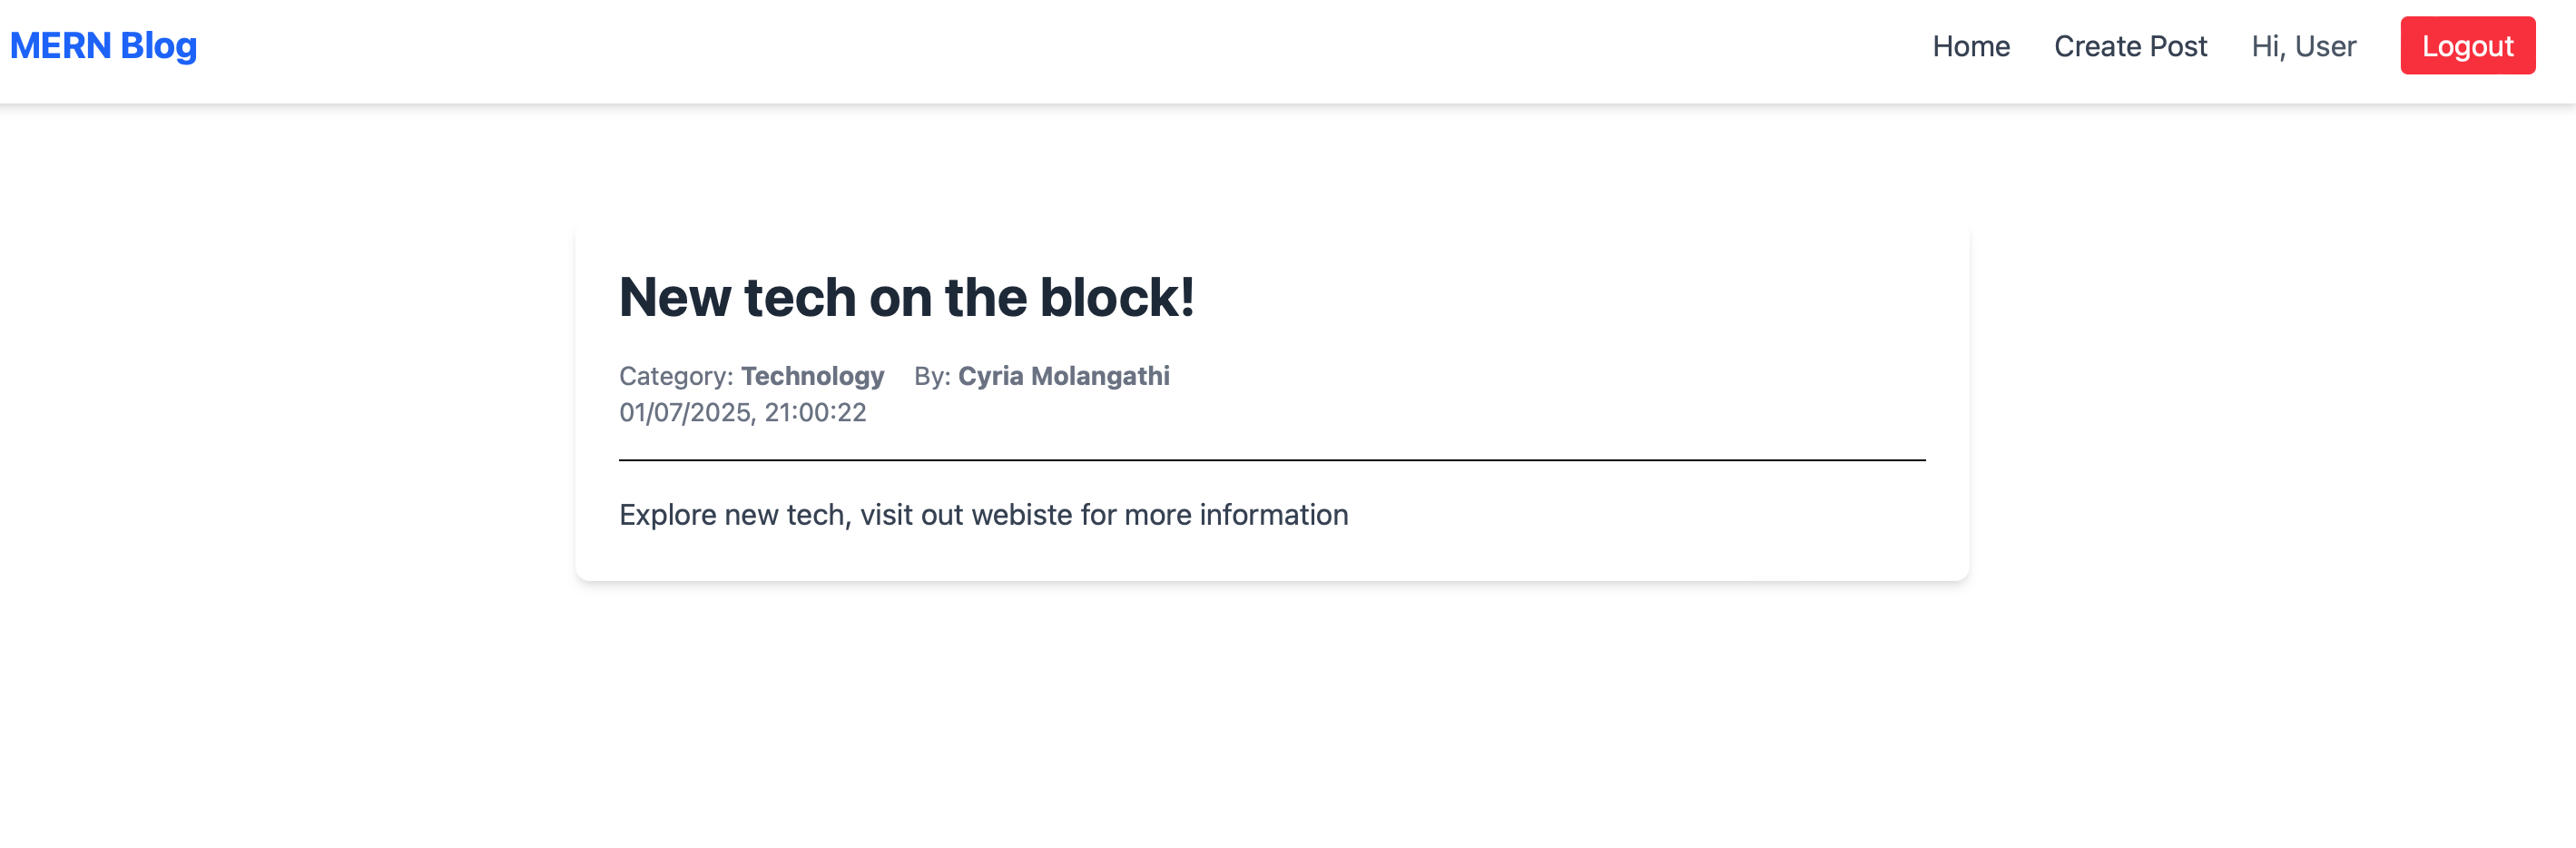 MERN Blog
Home Create Post Hi, User Logout
New tech on the block!
Category: Technology By: Cyria Molangathi
01/07/2025, 21:00:22
Explore new tech, visit out webiste for more information